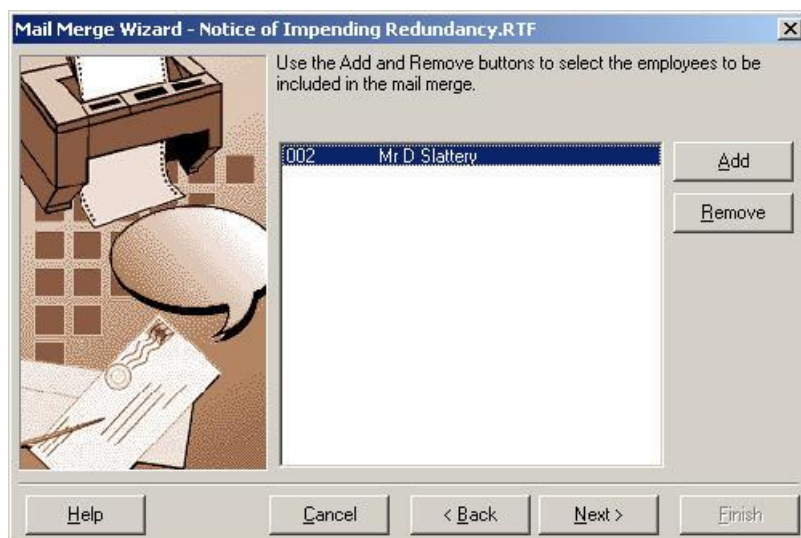 Mail Merge Wizard - Notice of Impending Redundancy.RTF
Use the Add and Remove buttons to select the employees to be
included in the mail merge.
002 Mr D Slattery
Add
Remove
Help
Cancel
< Back
Next >
Finish